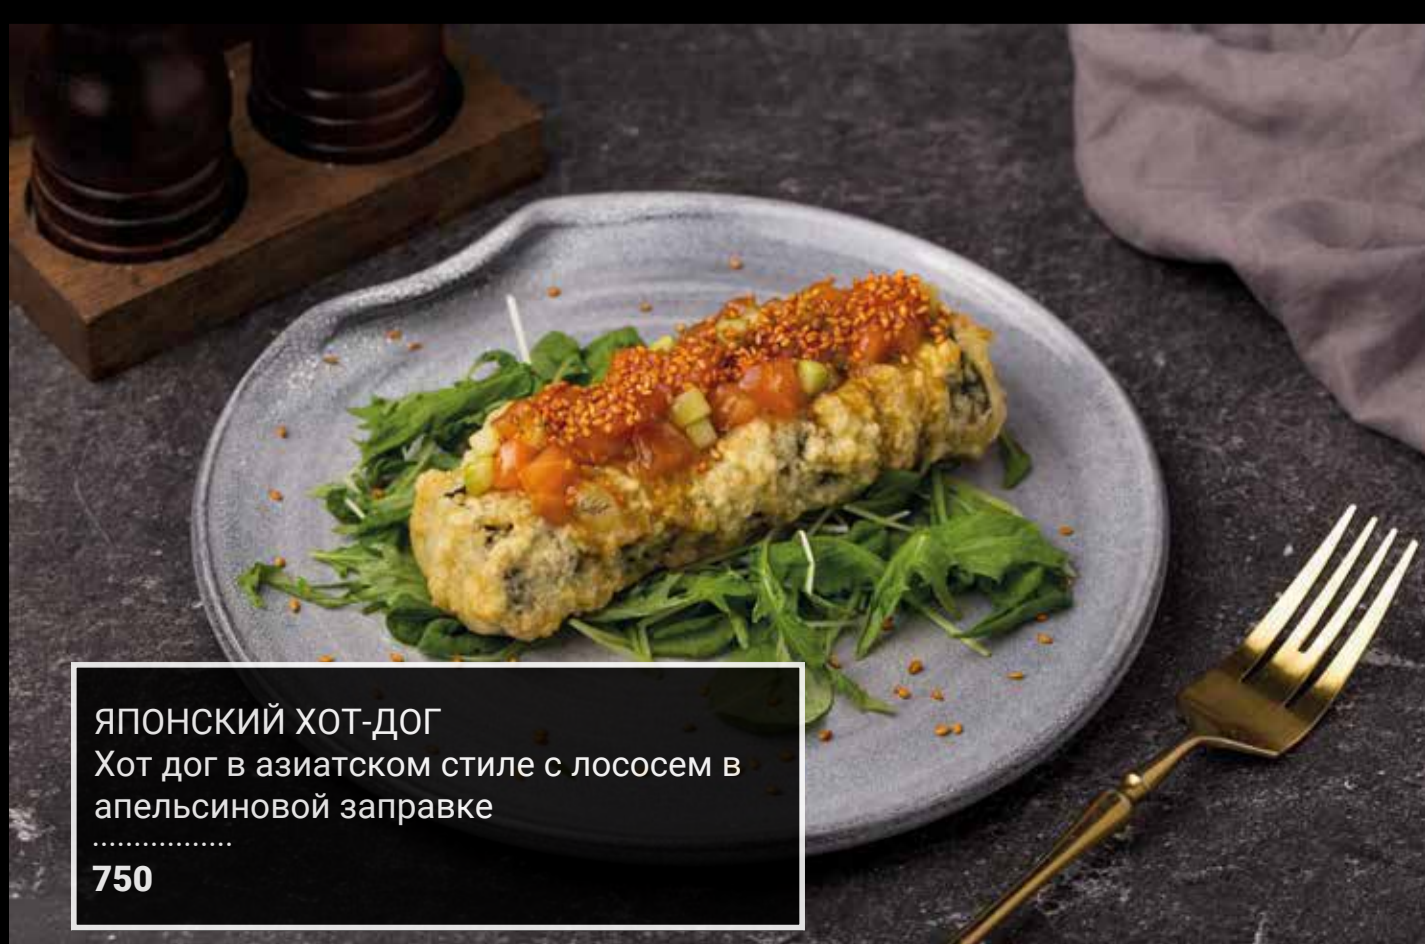 ЯПОНСКИЙ ХОТ-ДОГ
Хот дог в азиатском стиле с лососем в
апельсиновой заправке
.................
750